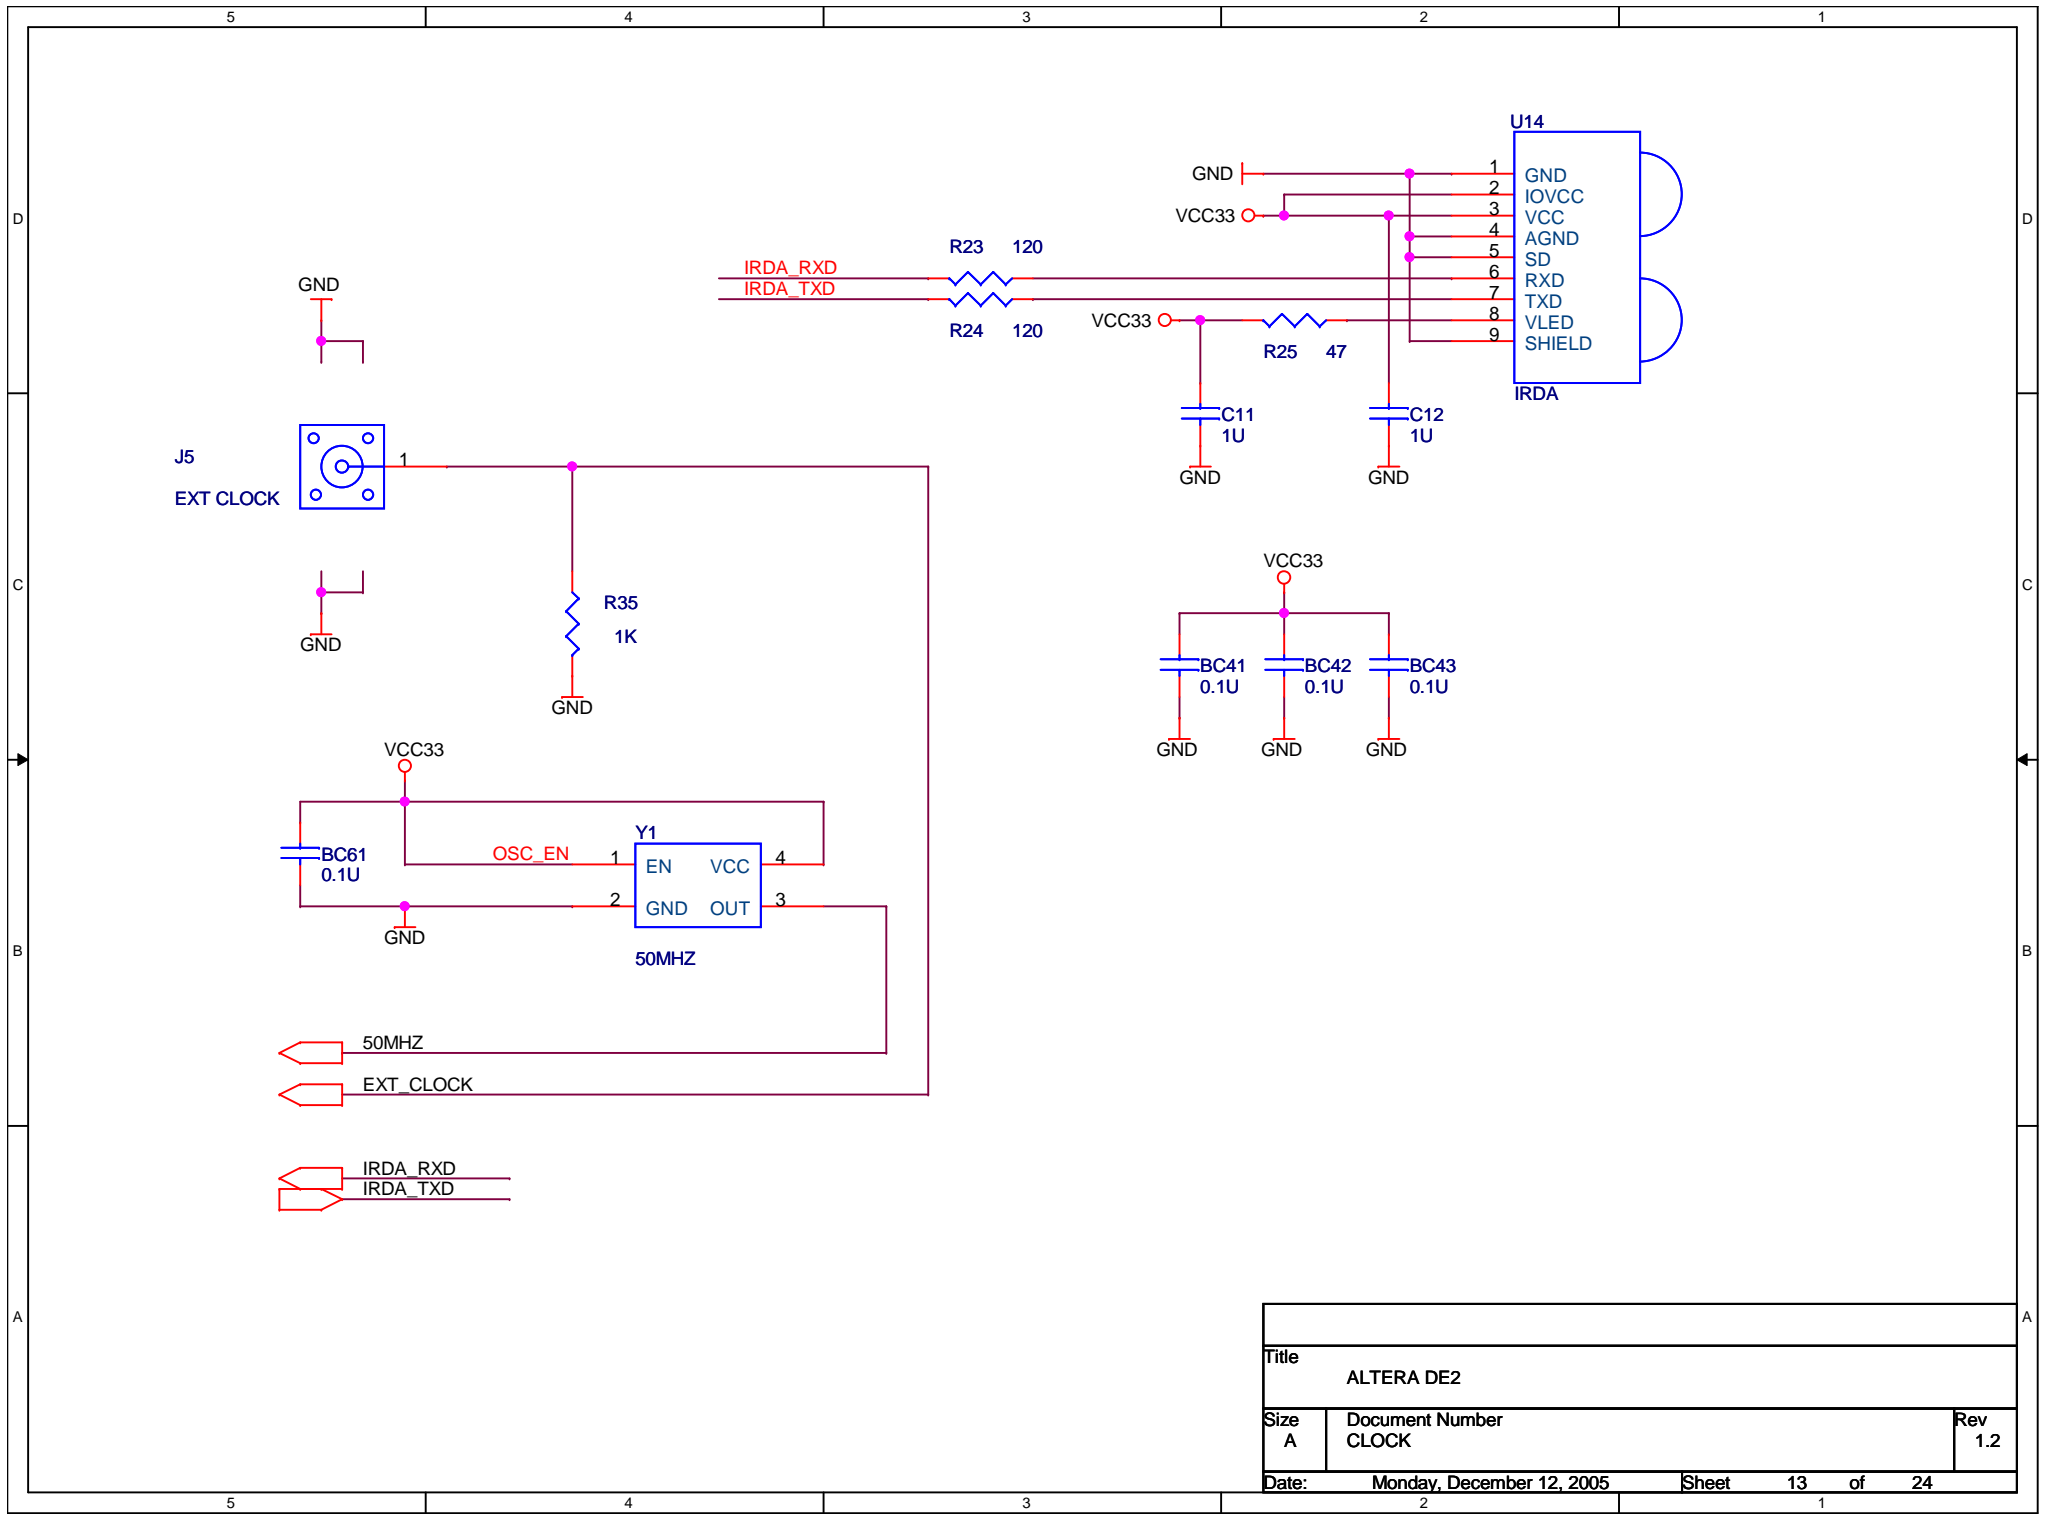 5 4 3 2 1
D D
C C
B B
A A
U14
GND 1 GND
2 IOVCC
VCC33 3 VCC
4 AGND
5 SD
R23 120
IRDA_RXD 6 RXD
IRDA_TXD 7 TXD
R24 120
VCC33 8 VLED
R25 47
9 SHIELD
IRDA
C11
1U
GND
C12
1U
GND
GND
J5
EXT CLOCK
1
GND
R35
1K
GND
VCC33
BC41
0.1U
BC42
0.1U
BC43
0.1U
GND GND GND
VCC33
Y1
OSC_EN 1 EN VCC 4
BC61
0.1U
2 GND OUT 3
GND
50MHZ
50MHZ
EXT_CLOCK
IRDA_RXD
IRDA_TXD
Title
ALTERA DE2
Size Document Number Rev
A CLOCK 1.2
Date: Monday, December 12, 2005 Sheet 13 of 24
5 4 3 2 1